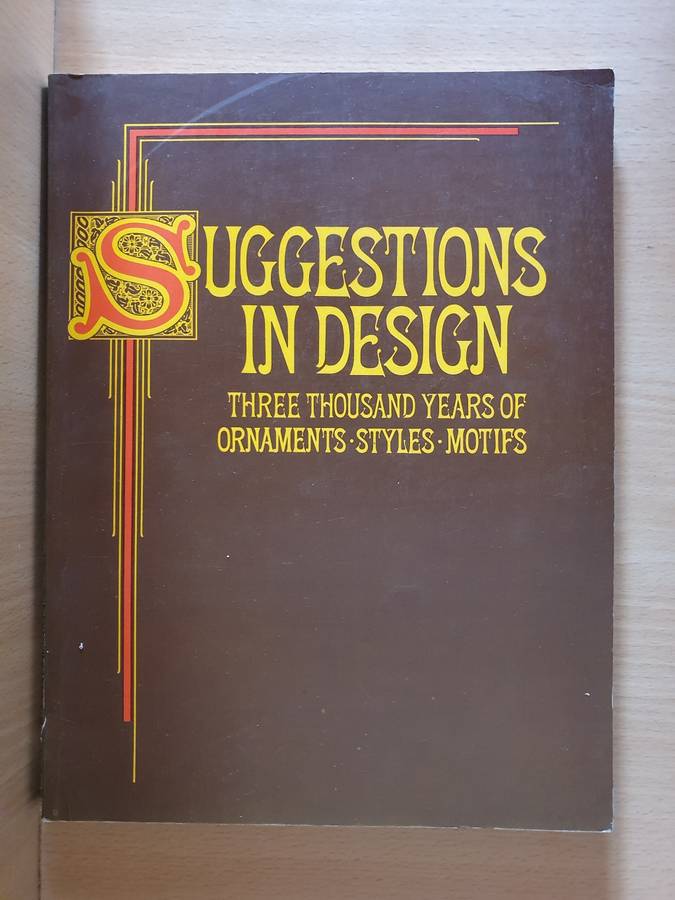 SUGGESTIONS
IN DESIGN
THREE THOUSAND YEARS OF
ORNAMENTS·STYLES·MOTIFS